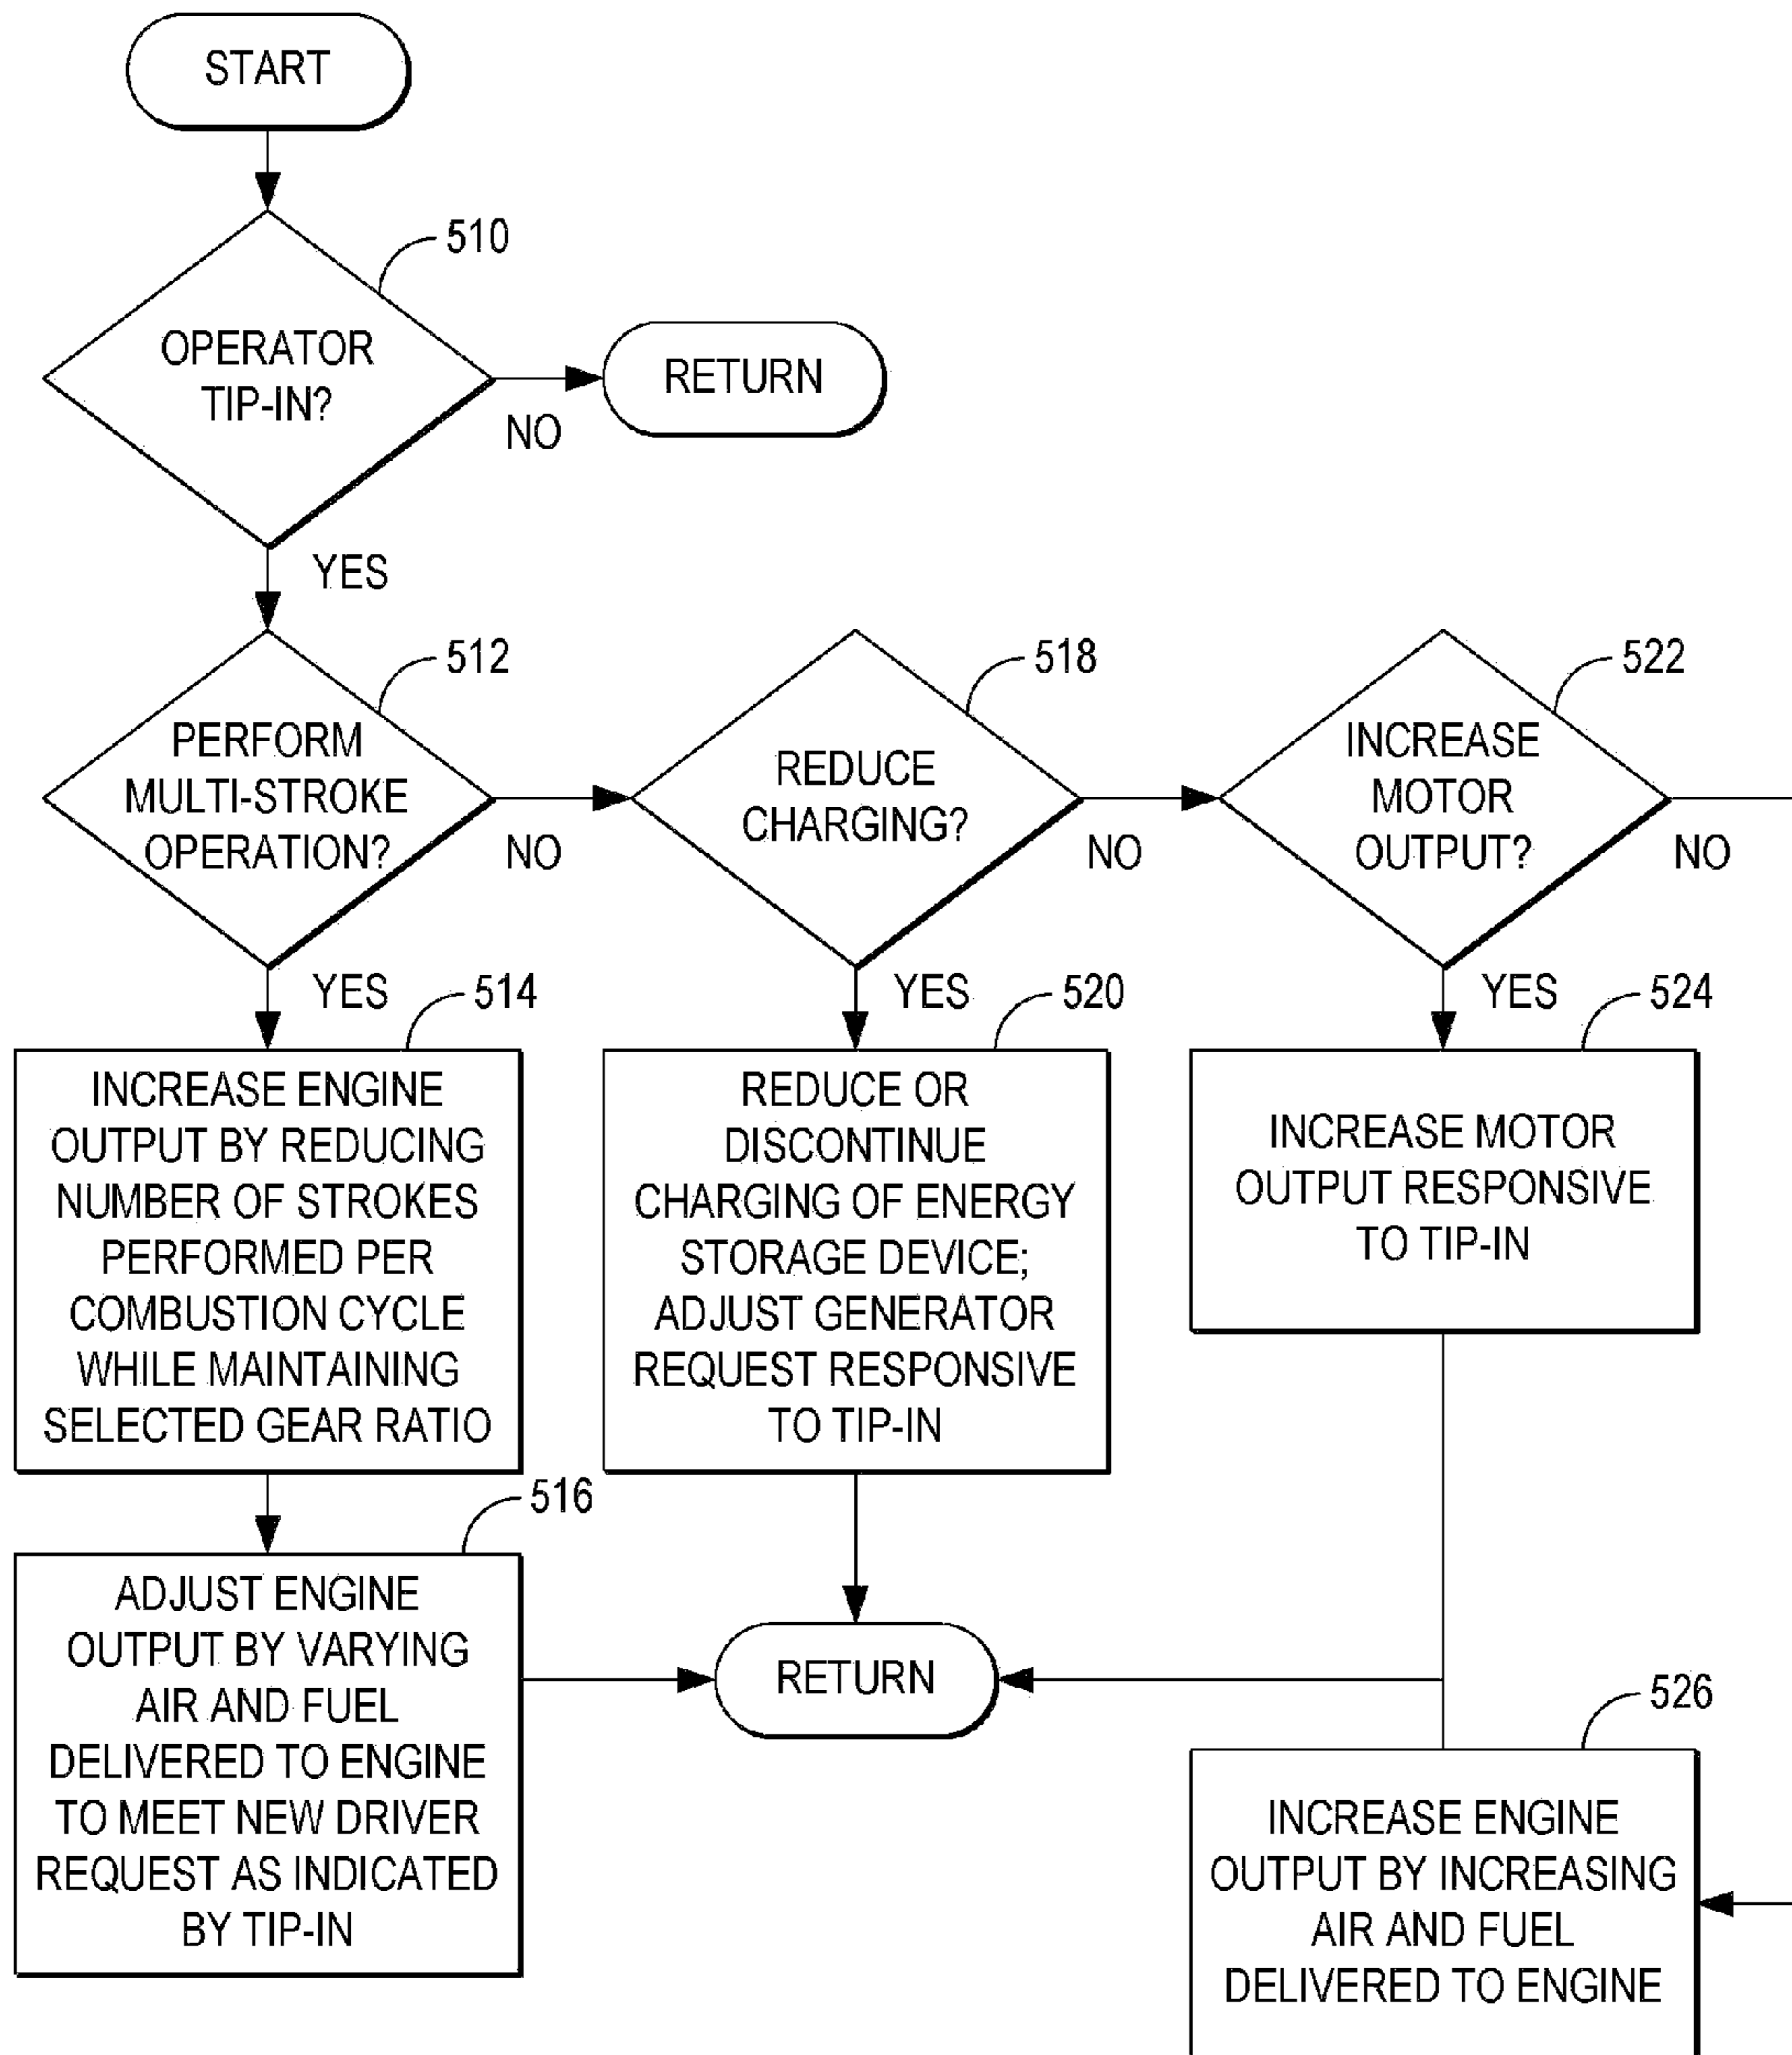 START
510
OPERATOR
TIP-IN?
NO
RETURN
YES
512
PERFORM
MULTI-STROKE
OPERATION?
NO
518
REDUCE
CHARGING?
NO
522
INCREASE
MOTOR
OUTPUT?
NO
YES
514
INCREASE ENGINE
OUTPUT BY REDUCING
NUMBER OF STROKES
PERFORMED PER
COMBUSTION CYCLE
WHILE MAINTAINING
SELECTED GEAR RATIO
YES
520
REDUCE OR
DISCONTINUE
CHARGING OF ENERGY
STORAGE DEVICE;
ADJUST GENERATOR
REQUEST RESPONSIVE
TO TIP-IN
YES
524
INCREASE MOTOR
OUTPUT RESPONSIVE
TO TIP-IN
516
ADJUST ENGINE
OUTPUT BY VARYING
AIR AND FUEL
DELIVERED TO ENGINE
TO MEET NEW DRIVER
REQUEST AS INDICATED
BY TIP-IN
RETURN
526
INCREASE ENGINE
OUTPUT BY INCREASING
AIR AND FUEL
DELIVERED TO ENGINE